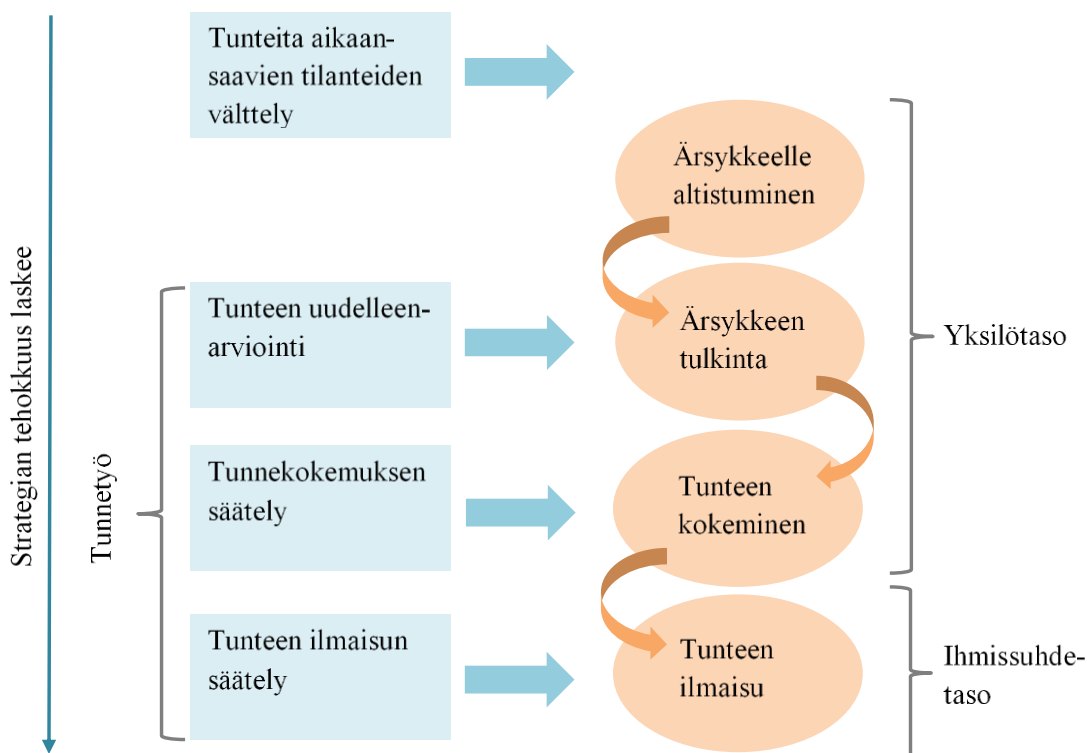 Strategian tehokkuus laskee
Tunnetyö
Tunteita aikaan-
saavien tilanteiden
välttely
Tunteen uudelleen-
arviointi
Tunnekokemuksen
säätely
Tunteen ilmaisun
säätely
Ärsykkeelle
altistuminen
Ärsykkeen
tulkinta
Tunteen
kokeminen
Tunteen
ilmaisu
Yksilötaso
Ihmissuhde-
taso